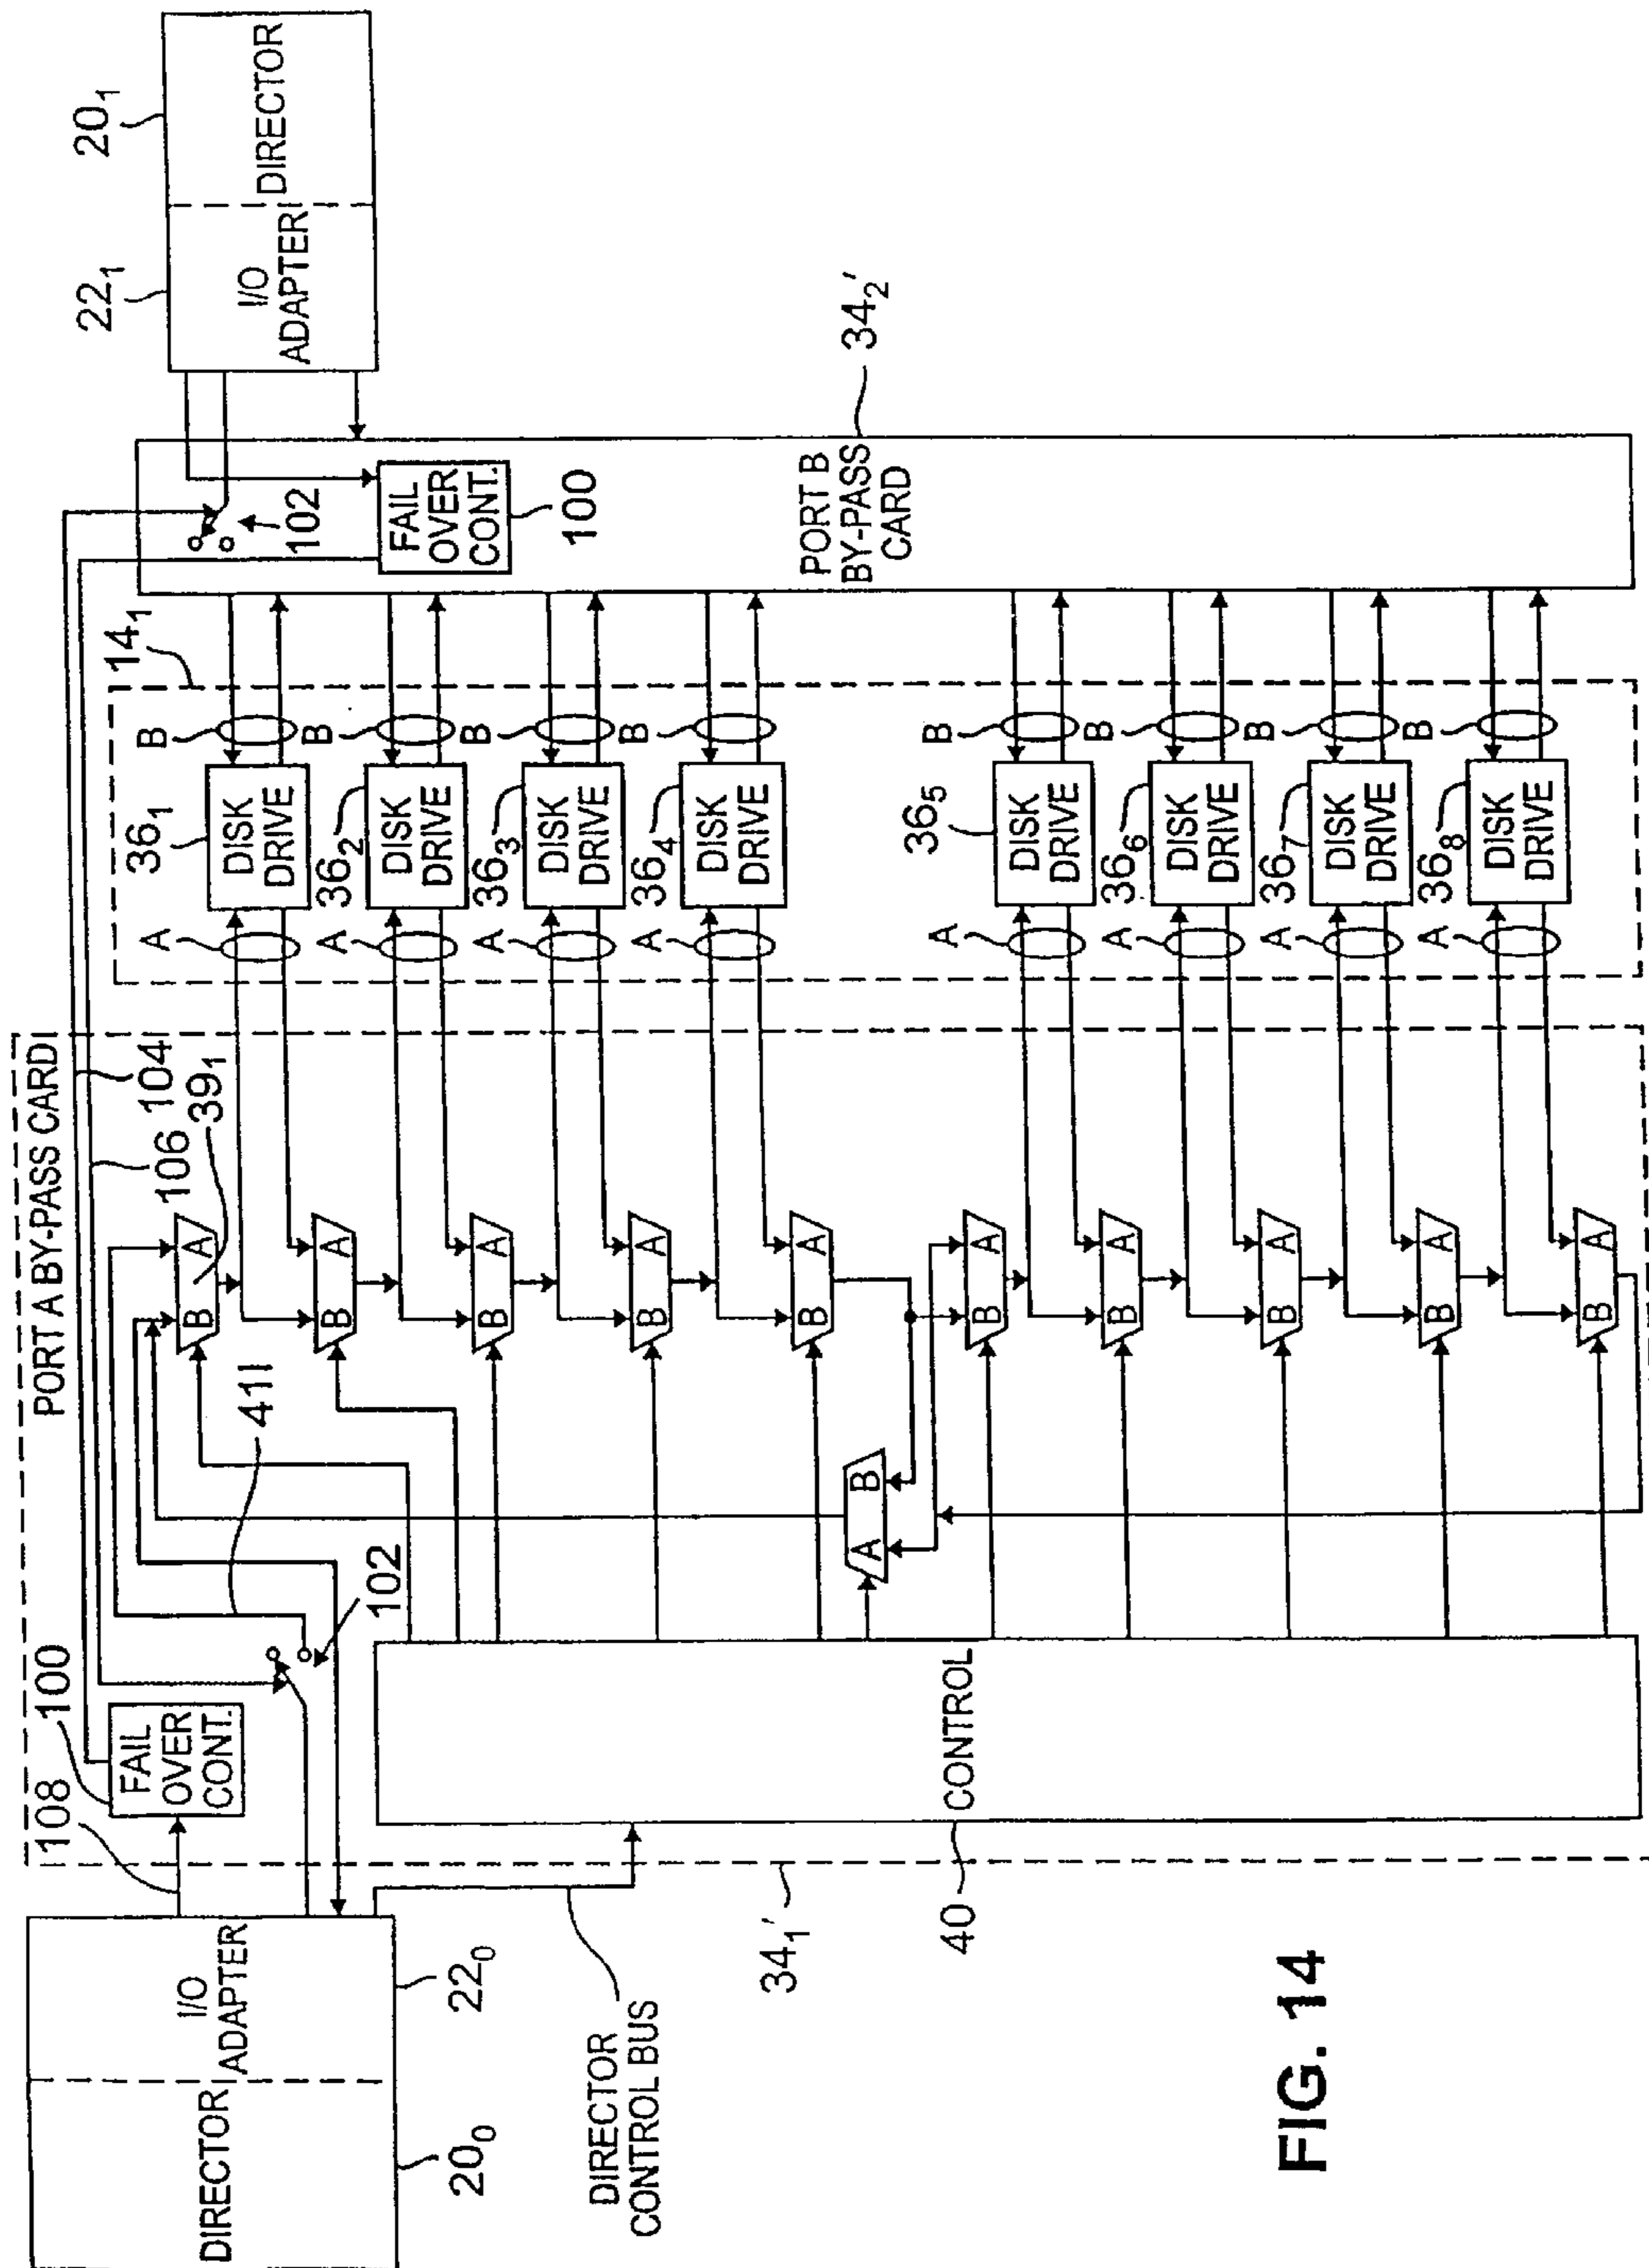 20₁
DIRECTOR
22₁
I/O
ADAPTER
34₂'
102
FAIL
OVER
CONT.
100
PORT B
BY-PASS
CARD
14₁
B
B
B
B
B
B
B
B
36₁
DISK
DRIVE
36₂
DISK
DRIVE
36₃
DISK
DRIVE
36₄
DISK
DRIVE
36₅
DISK
DRIVE
36₆
DISK
DRIVE
36₇
DISK
DRIVE
36₈
DISK
DRIVE
A
A
A
A
A
A
A
A
PORT A BY-PASS CARD
104
106
39₁
41I
B A
B A
B A
B A
B A
A B
B A
B A
B A
B A
B A
102
100
FAIL
OVER
CONT.
108
CONTROL
40
34₁'
I/O
ADAPTER
22₀
DIRECTOR
20₀
DIRECTOR
CONTROL BUS
FIG. 14